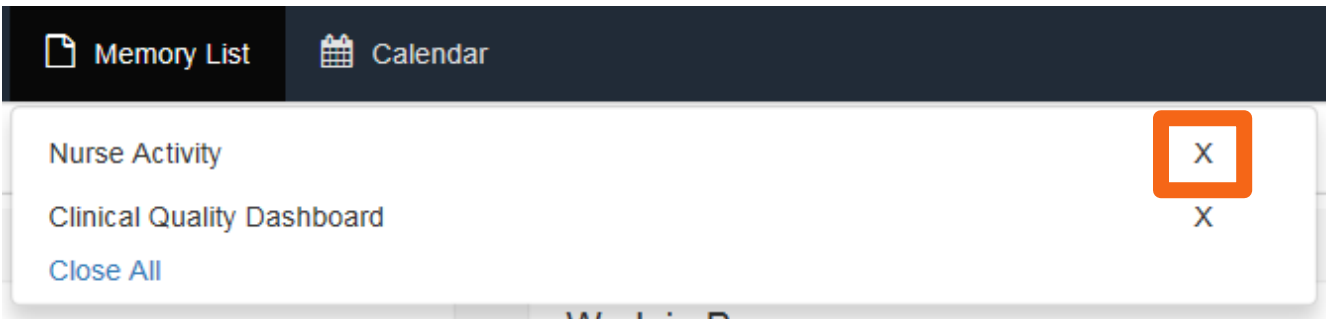 Memory List Calendar
Nurse Activity X
Clinical Quality Dashboard X
Close All